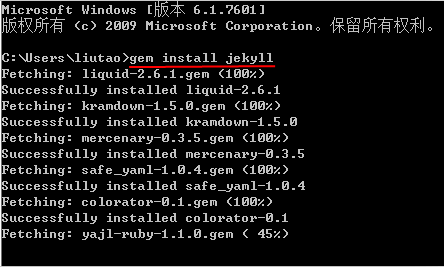 Microsoft Windows [版本 6.1.7601]
版权所有 (c) 2009 Microsoft Corporation。保留所有权利。
C:\Users\liutao>gem install jekyll
Fetching: liquid-2.6.1.gem (100%)
Successfully installed liquid-2.6.1
Fetching: kramdown-1.5.0.gem (100%)
Successfully installed kramdown-1.5.0
Fetching: mercenary-0.3.5.gem (100%)
Successfully installed mercenary-0.3.5
Fetching: safe_yaml-1.0.4.gem (100%)
Successfully installed safe_yaml-1.0.4
Fetching: colorator-0.1.gem (100%)
Successfully installed colorator-0.1
Fetching: yajl-ruby-1.1.0.gem ( 45%)